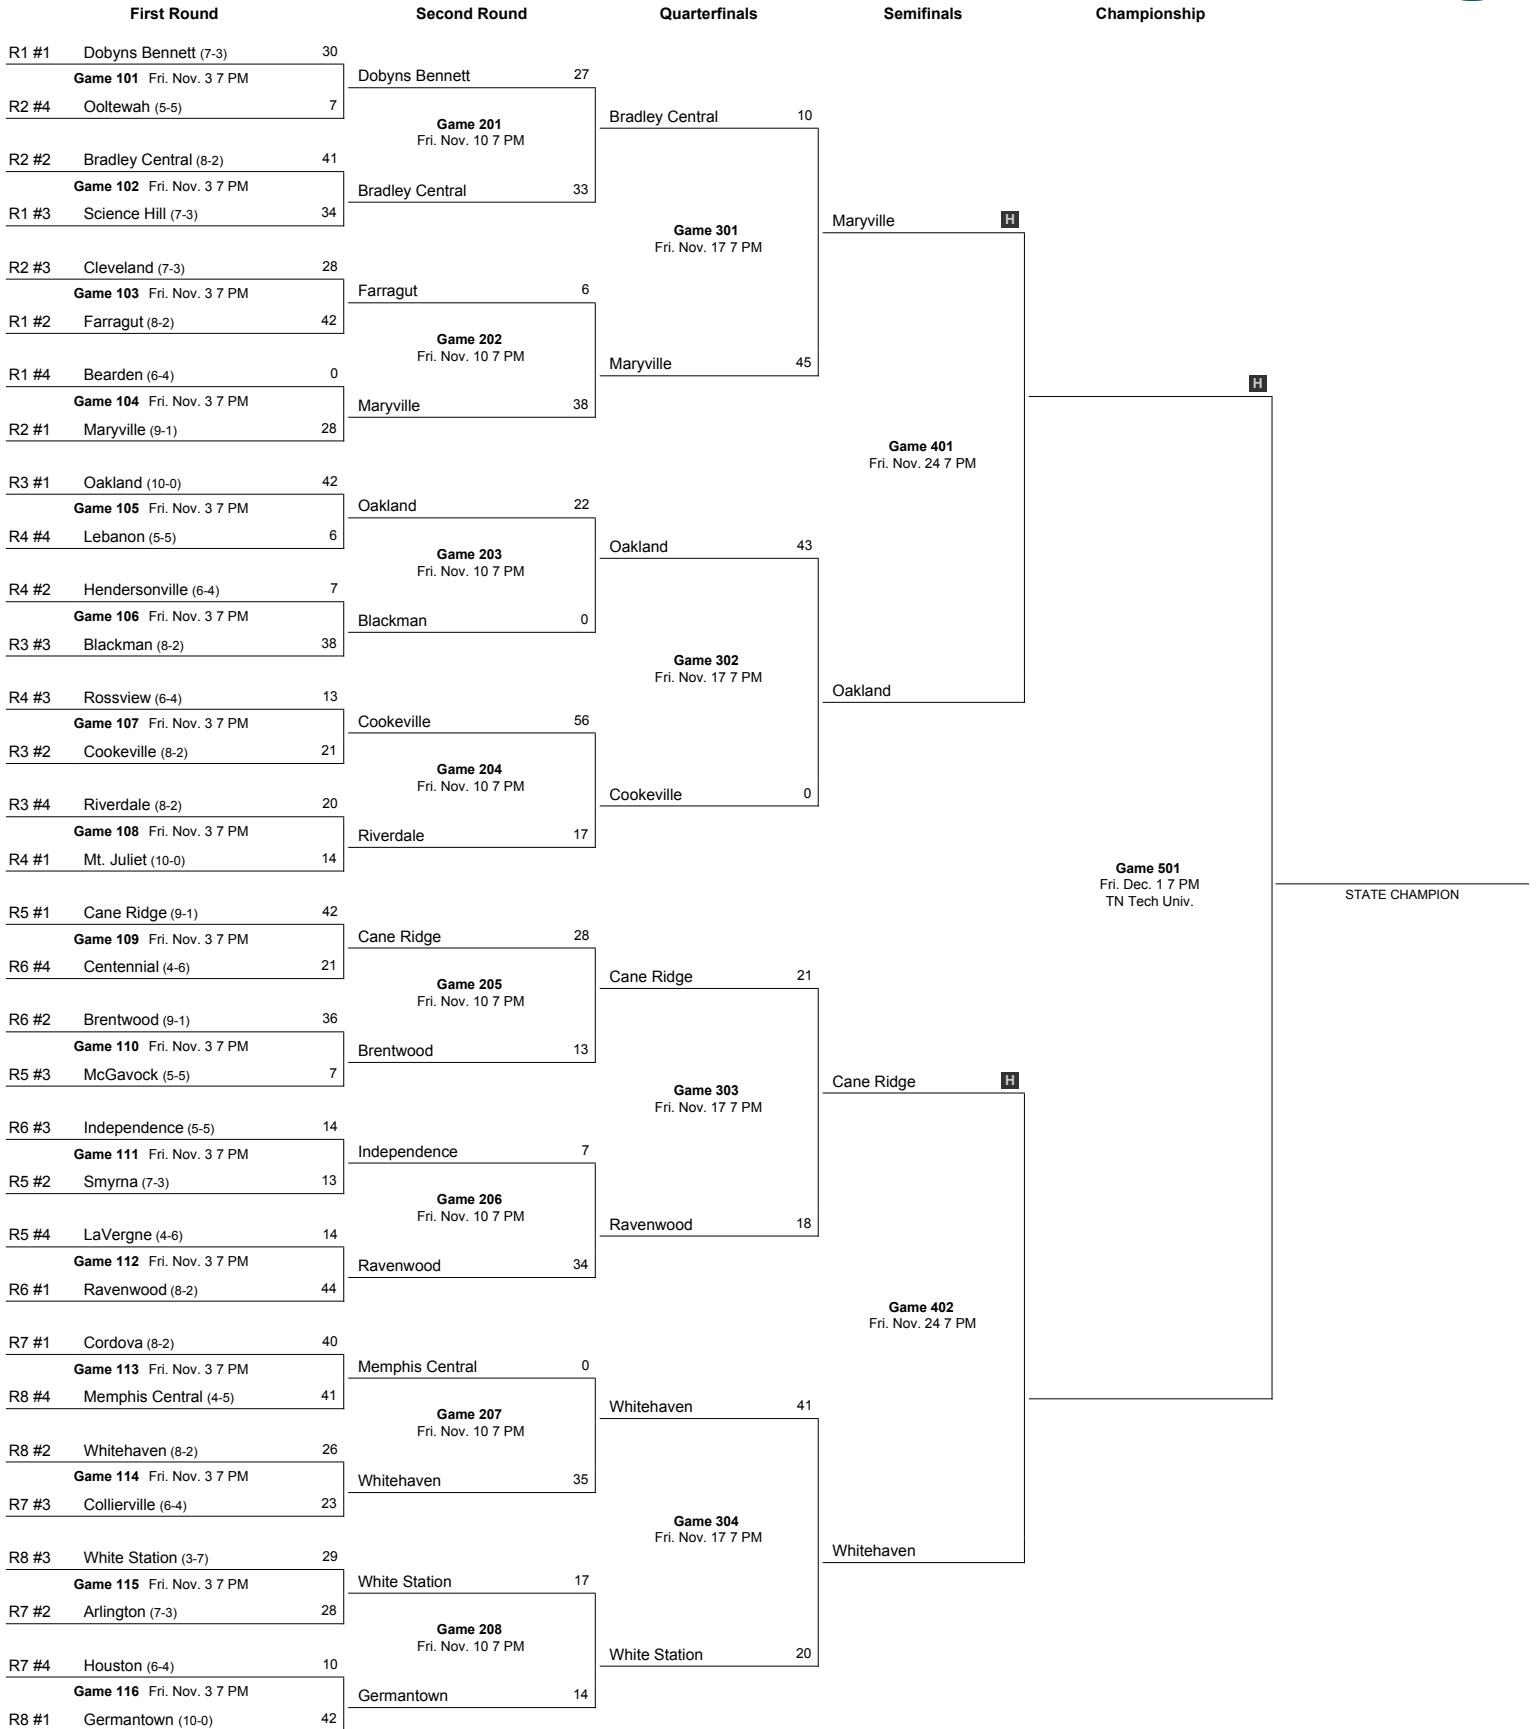 First Round Second Round Quarterfinals Semifinals Championship
R1 #1 Dobyns Bennett (7-3) 30
Game 101 Fri. Nov. 3 7 PM
R2 #4 Ooltewah (5-5) 7
R2 #2 Bradley Central (8-2) 41
Game 102 Fri. Nov. 3 7 PM
R1 #3 Science Hill (7-3) 34
R2 #3 Cleveland (7-3) 28
Game 103 Fri. Nov. 3 7 PM
R1 #2 Farragut (8-2) 42
R1 #4 Bearden (6-4) 0
Game 104 Fri. Nov. 3 7 PM
R2 #1 Maryville (9-1) 28
R3 #1 Oakland (10-0) 42
Game 105 Fri. Nov. 3 7 PM
R4 #4 Lebanon (5-5) 6
R4 #2 Hendersonville (6-4) 7
Game 106 Fri. Nov. 3 7 PM
R3 #3 Blackman (8-2) 38
R4 #3 Rossview (6-4) 13
Game 107 Fri. Nov. 3 7 PM
R3 #2 Cookeville (8-2) 21
R3 #4 Riverdale (8-2) 20
Game 108 Fri. Nov. 3 7 PM
R4 #1 Mt. Juliet (10-0) 14
R5 #1 Cane Ridge (9-1) 42
Game 109 Fri. Nov. 3 7 PM
R6 #4 Centennial (4-6) 21
R6 #2 Brentwood (9-1) 36
Game 110 Fri. Nov. 3 7 PM
R5 #3 McGavock (5-5) 7
R6 #3 Independence (5-5) 14
Game 111 Fri. Nov. 3 7 PM
R5 #2 Smyrna (7-3) 13
R5 #4 LaVergne (4-6) 14
Game 112 Fri. Nov. 3 7 PM
R6 #1 Ravenwood (8-2) 44
R7 #1 Cordova (8-2) 40
Game 113 Fri. Nov. 3 7 PM
R8 #4 Memphis Central (4-5) 41
R8 #2 Whitehaven (8-2) 26
Game 114 Fri. Nov. 3 7 PM
R7 #3 Collierville (6-4) 23
R8 #3 White Station (3-7) 29
Game 115 Fri. Nov. 3 7 PM
R7 #2 Arlington (7-3) 28
R7 #4 Houston (6-4) 10
Game 116 Fri. Nov. 3 7 PM
R8 #1 Germantown (10-0) 42
Dobyns Bennett 27
Game 201
Fri. Nov. 10 7 PM
Bradley Central 33
Farragut 6
Game 202
Fri. Nov. 10 7 PM
Maryville 38
Oakland 22
Game 203
Fri. Nov. 10 7 PM
Blackman 0
Cookeville 56
Game 204
Fri. Nov. 10 7 PM
Riverdale 17
Cane Ridge 28
Game 205
Fri. Nov. 10 7 PM
Brentwood 13
Independence 7
Game 206
Fri. Nov. 10 7 PM
Ravenwood 34
Memphis Central 0
Game 207
Fri. Nov. 10 7 PM
Whitehaven 35
White Station 17
Game 208
Fri. Nov. 10 7 PM
Germantown 14
Bradley Central 10
Game 301
Fri. Nov. 17 7 PM
Maryville 45
Oakland 43
Game 302
Fri. Nov. 17 7 PM
Cookeville 0
Cane Ridge 21
Game 303
Fri. Nov. 17 7 PM
Ravenwood 18
Whitehaven 41
Game 304
Fri. Nov. 17 7 PM
White Station 20
Maryville H
Game 401
Fri. Nov. 24 7 PM
Oakland
Cane Ridge H
Game 402
Fri. Nov. 24 7 PM
Whitehaven
H
Game 501
Fri. Dec. 1 7 PM
TN Tech Univ.
STATE CHAMPION